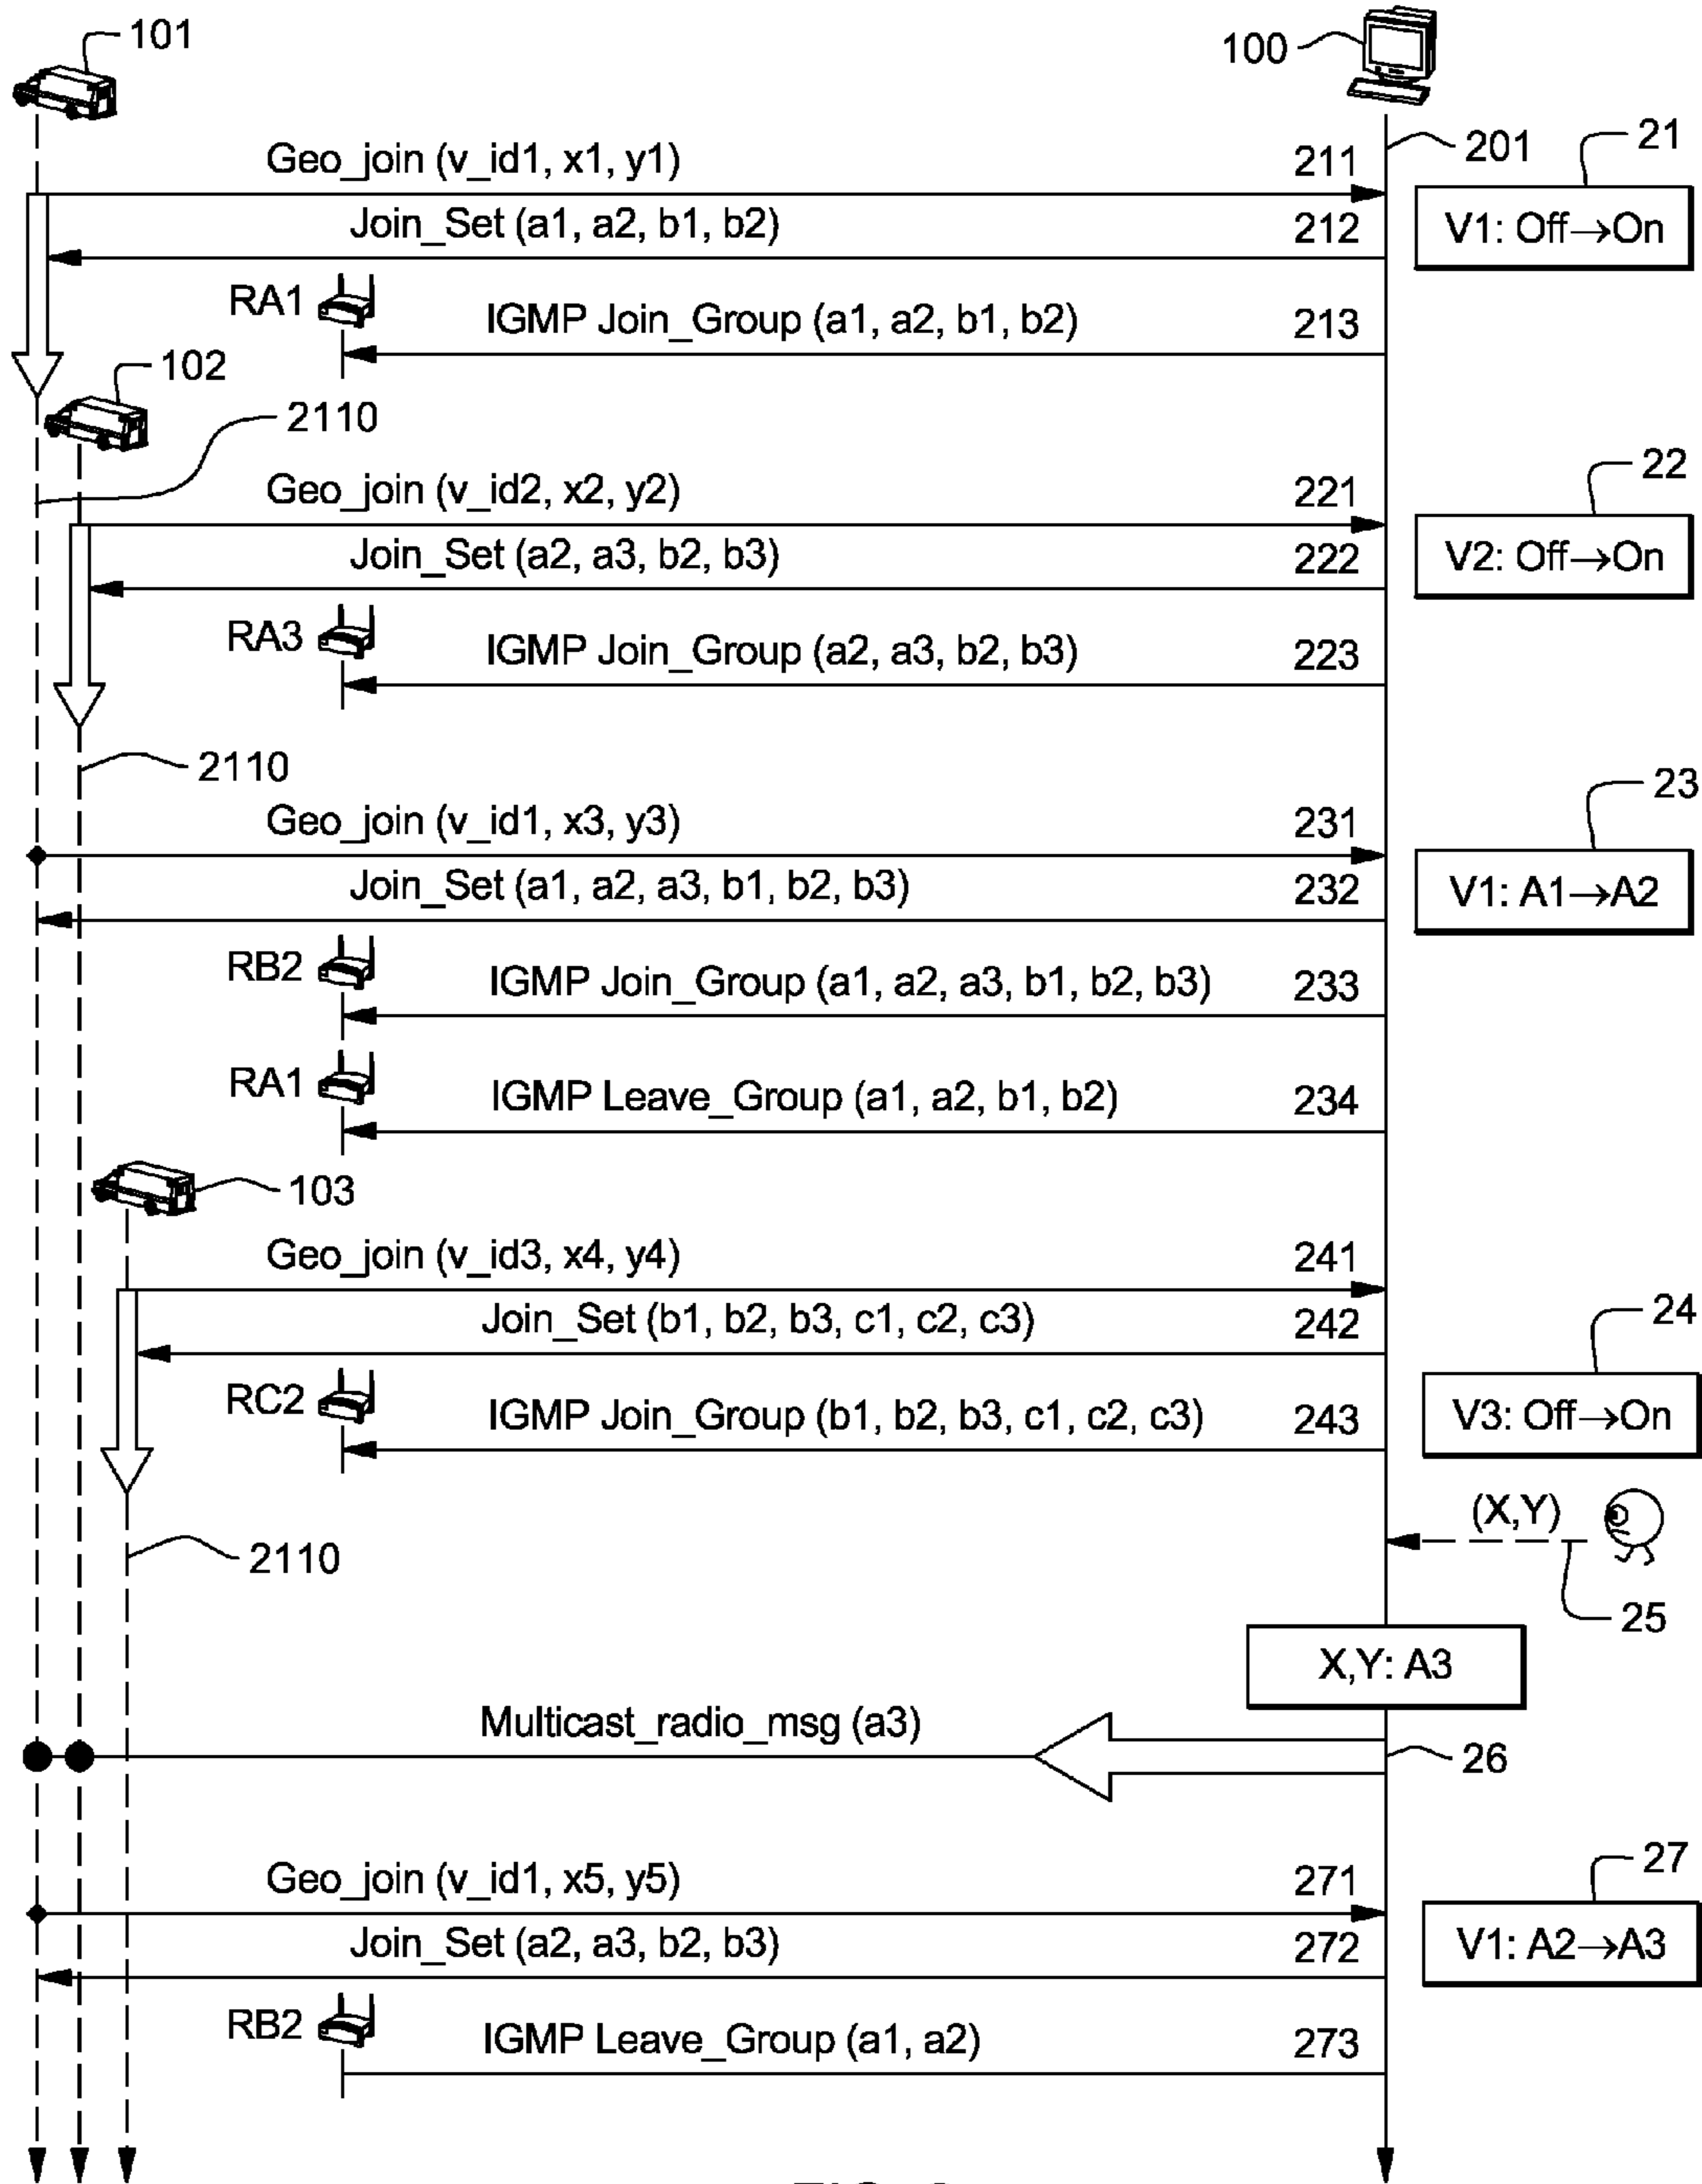 101
100
201
21
Geo_join (v_id1, x1, y1)
211
V1: Off→On
Join_Set (a1, a2, b1, b2)
212
RA1
IGMP Join_Group (a1, a2, b1, b2)
213
102
2110
22
Geo_join (v_id2, x2, y2)
221
V2: Off→On
Join_Set (a2, a3, b2, b3)
222
RA3
IGMP Join_Group (a2, a3, b2, b3)
223
2110
23
Geo_join (v_id1, x3, y3)
231
V1: A1→A2
Join_Set (a1, a2, a3, b1, b2, b3)
232
RB2
IGMP Join_Group (a1, a2, a3, b1, b2, b3)
233
RA1
IGMP Leave_Group (a1, a2, b1, b2)
234
103
Geo_join (v_id3, x4, y4)
241
Join_Set (b1, b2, b3, c1, c2, c3)
242
24
RC2
IGMP Join_Group (b1, b2, b3, c1, c2, c3)
243
V3: Off→On
(X,Y)
2110
25
X,Y: A3
Multicast_radio_msg (a3)
26
27
Geo_join (v_id1, x5, y5)
271
V1: A2→A3
Join_Set (a2, a3, b2, b3)
272
RB2
IGMP Leave_Group (a1, a2)
273